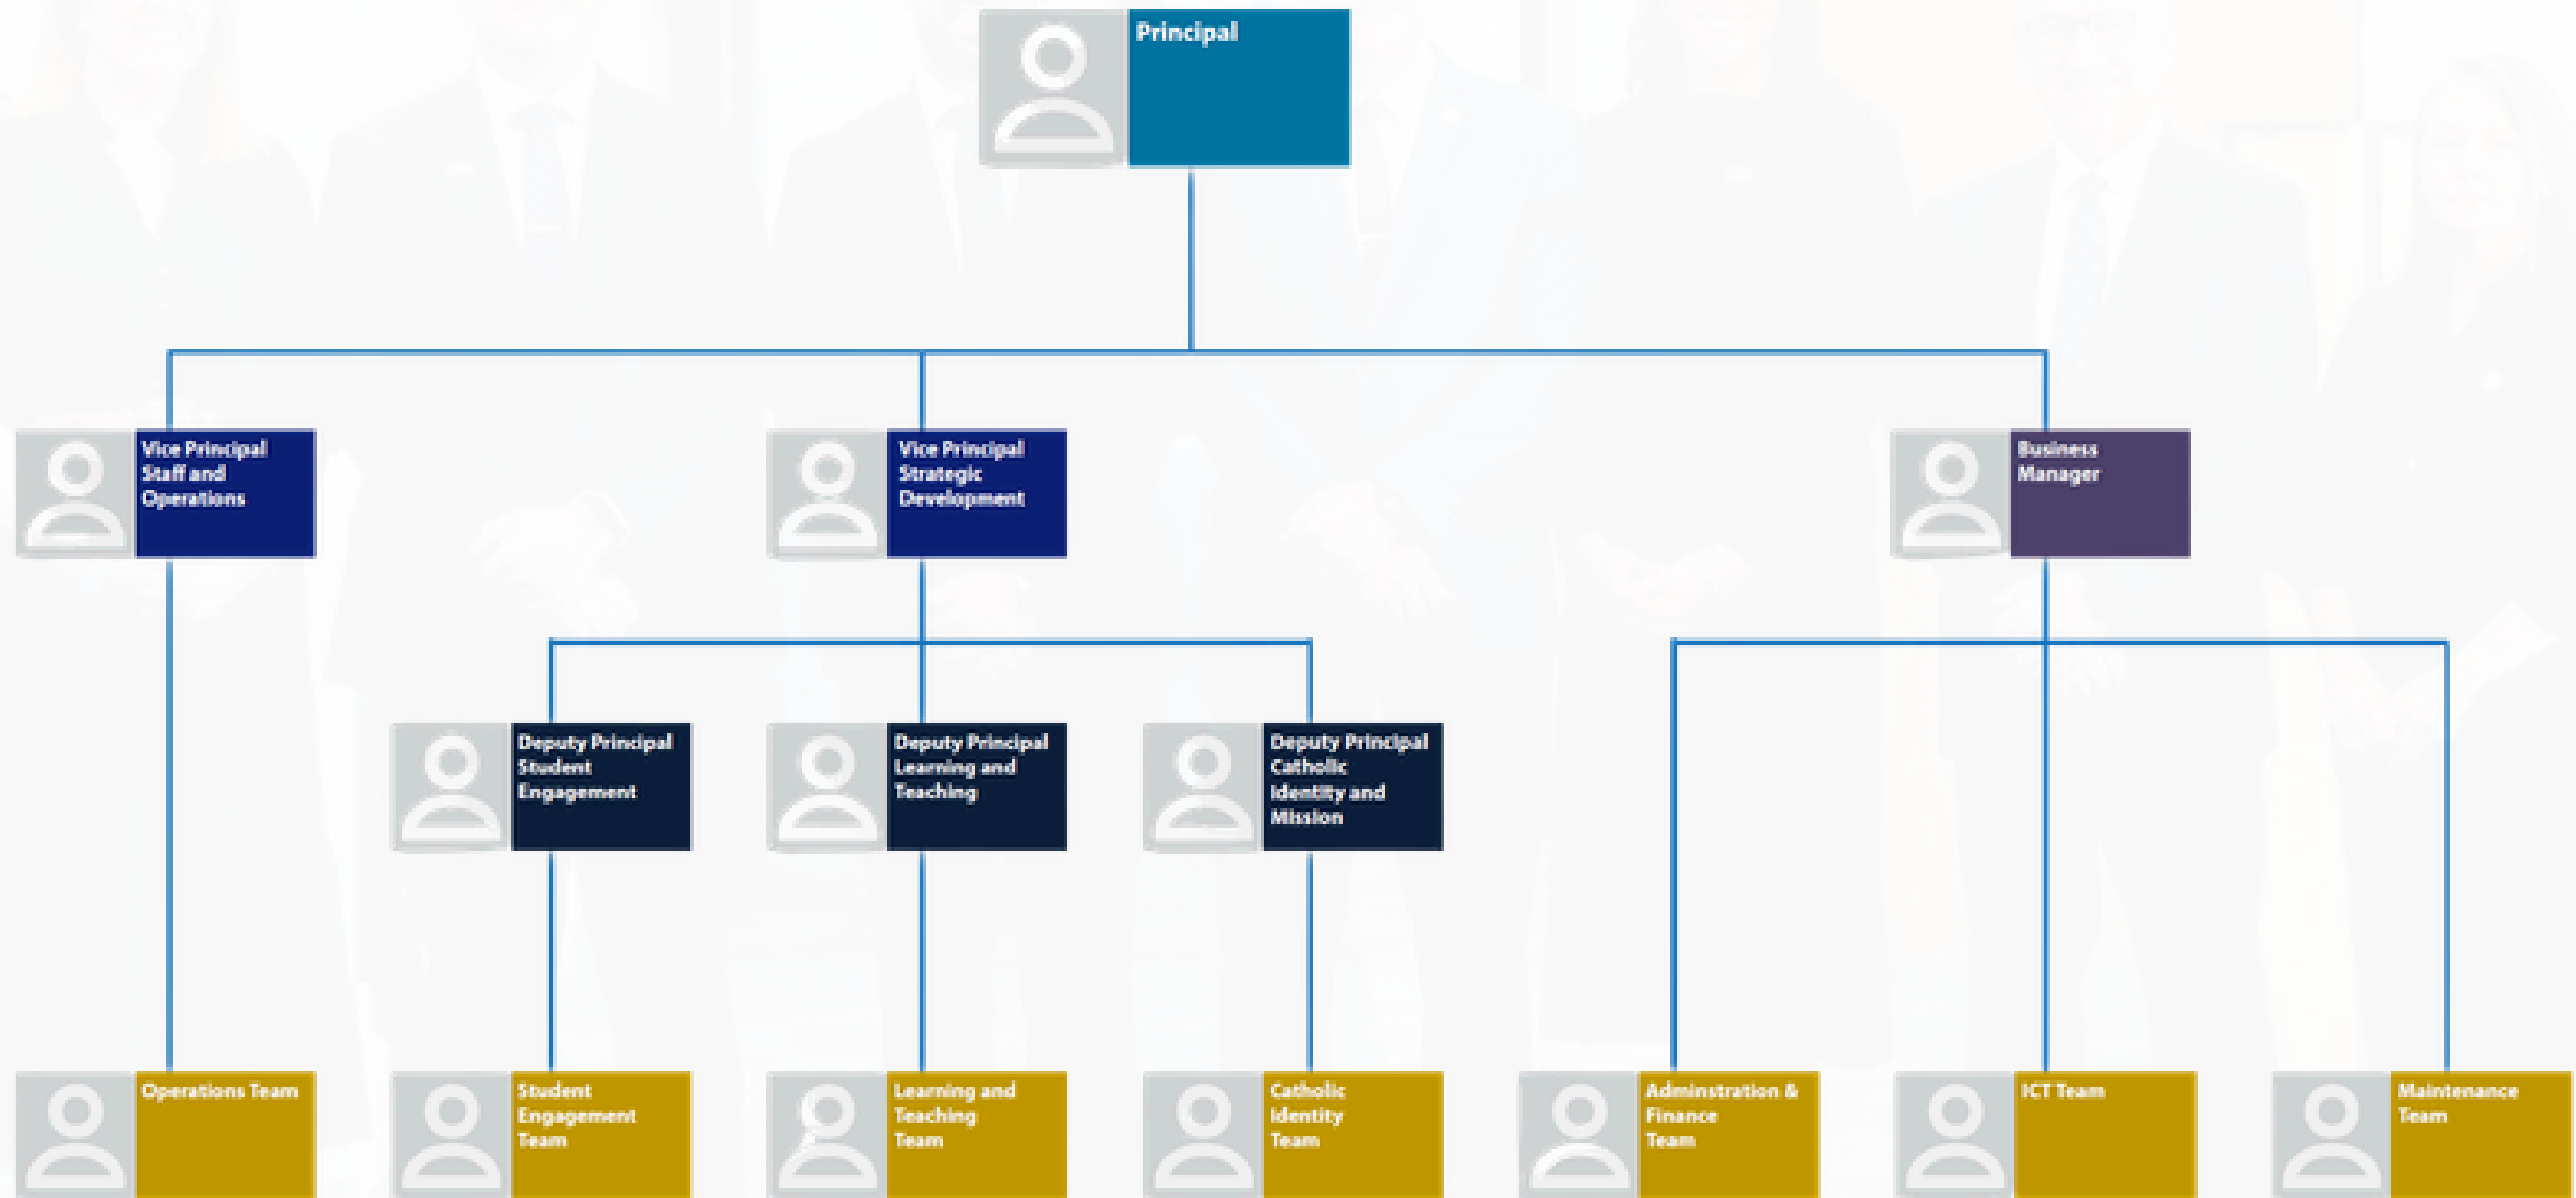 Principal
Vice Principal
Staff and
Operations
Vice Principal
Strategic
Development
Business
Manager
Deputy Principal
Student
Engagement
Deputy Principal
Learning and
Teaching
Deputy Principal
Catholic
Identity and
Mission
Operations Team
Student
Engagement
Team
Learning and
Teaching
Team
Catholic
Identity
Team
Adminstration &
Finance
Team
ICT Team
Maintenance
Team